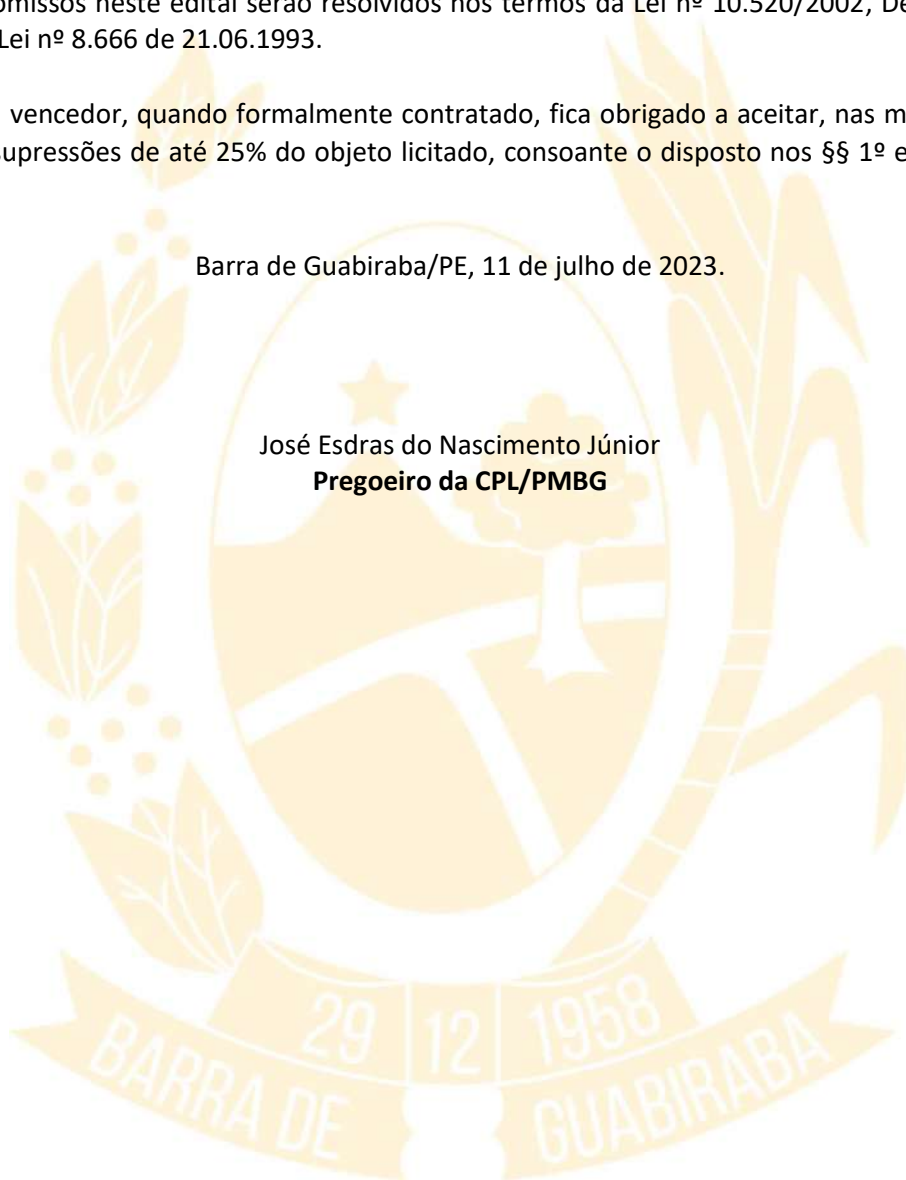 omissos neste edital serão resolvidos nos termos da Lei nº 10.520/2002, De
Lei nº 8.666 de 21.06.1993.
vencedor, quando formalmente contratado, fica obrigado a aceitar, nas m
supressões de até 25% do objeto licitado, consoante o disposto nos §§ 1º e
Barra de Guabiraba/PE, 11 de julho de 2023.
José Esdras do Nascimento Júnior
Pregoeiro da CPL/PMBG
29 12 1958
BARRA DE GUABIRABA